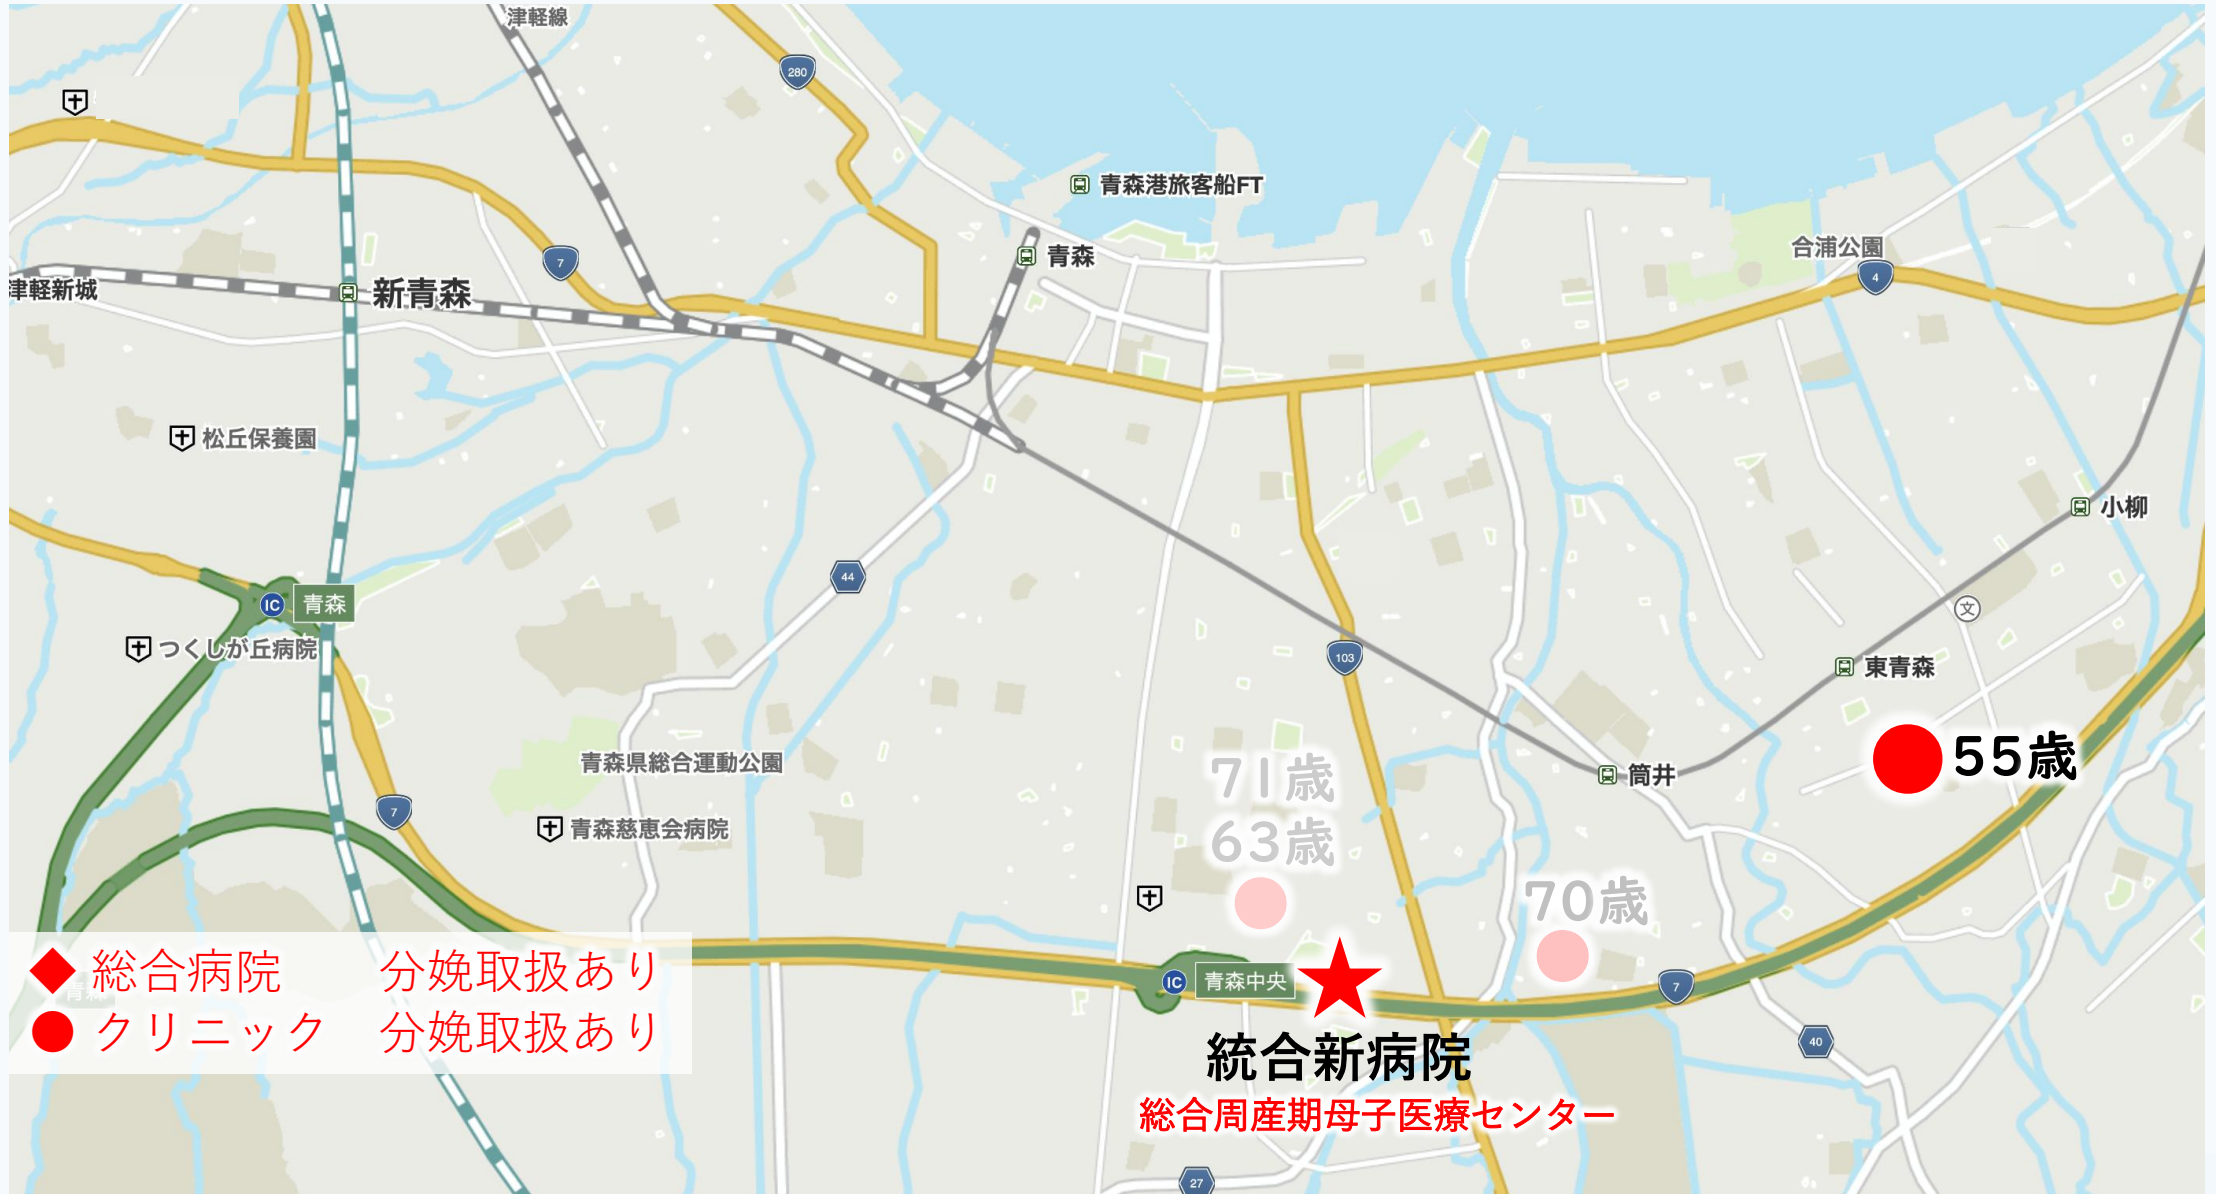 津軽線
280
青森港旅客船FT
青森
合浦公園
4
7
津軽新城
新青森
松丘保養園
小柳
44
IC 青森
文
つくしが丘病院
103
東青森
青森県総合運動公園
71歳
55歳
筒井
7
青森慈恵会病院
63歳
70歳
総合病院 分娩取扱あり
IC 青森中央
7
青森
クリニック 分娩取扱あり
統合新病院
40
総合周産期母子医療センター
27